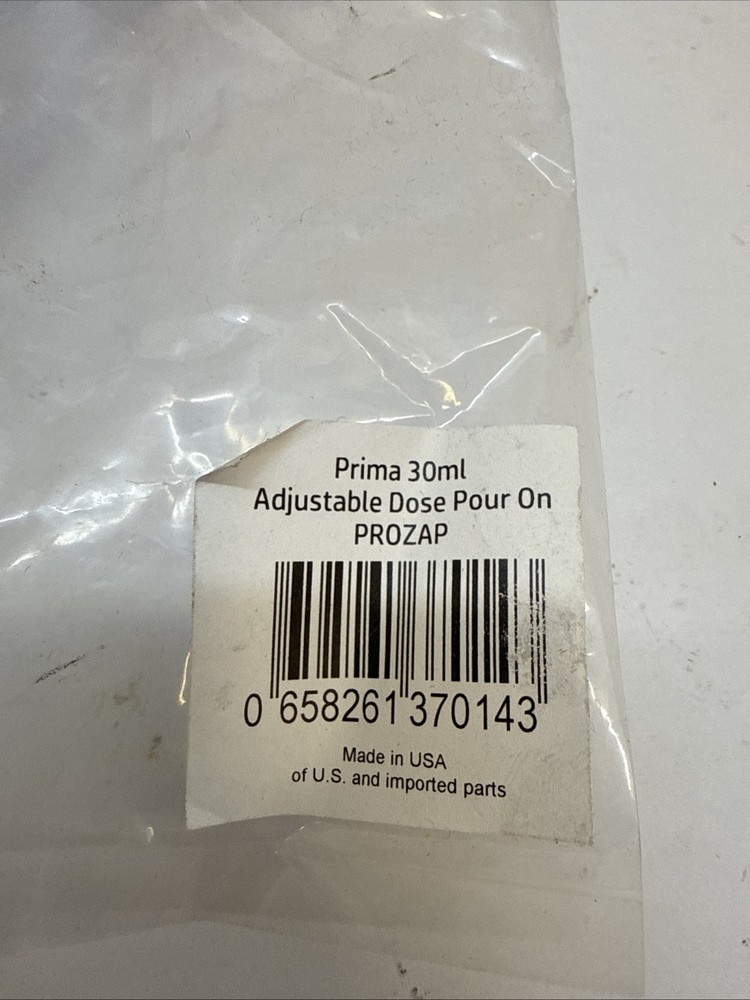 Prima 30ml
Adjustable Dose Pour On
PROZAP
0 658261 370143
Made in USA
of U.S. and imported parts